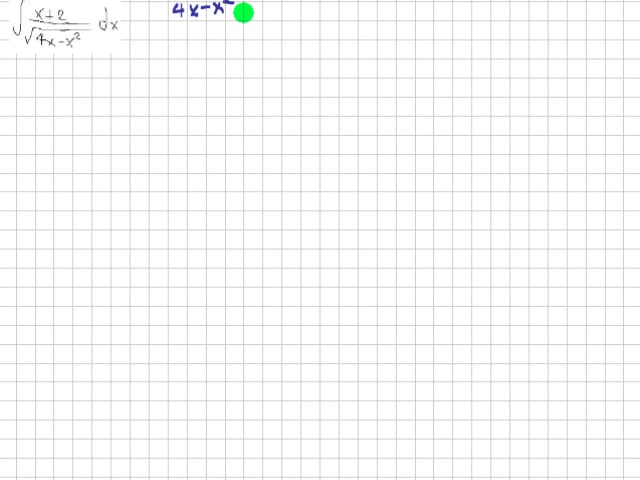 ∫ (x+2)/√(4x-x²) dx
4x-x²